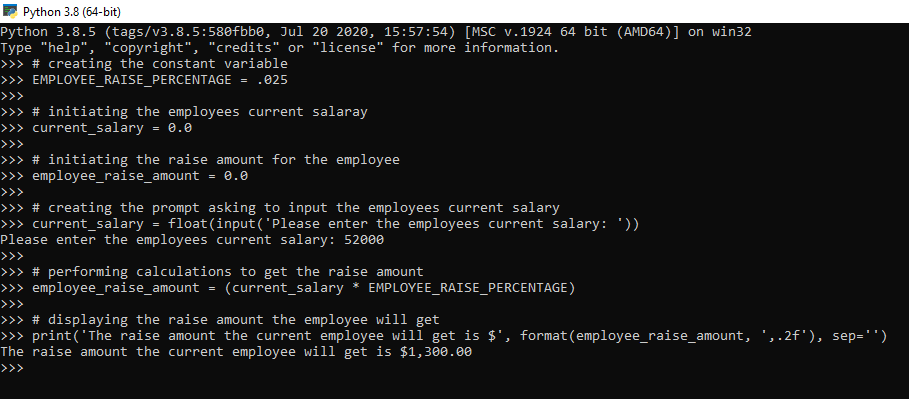 Python 3.8 (64-bit)
Python 3.8.5 (tags/v3.8.5:580fbb0, Jul 20 2020, 15:57:54) [MSC v.1924 64 bit (AMD64)] on win32
Type "help", "copyright", "credits" or "license" for more information.
>>> # creating the constant variable
>>> EMPLOYEE_RAISE_PERCENTAGE = .025
>>>
>>> # initiating the employees current salaray
>>> current_salary = 0.0
>>>
>>> # initiating the raise amount for the employee
>>> employee_raise_amount = 0.0
>>>
>>> # creating the prompt asking to input the employees current salary
>>> current_salary = float(input('Please enter the employees current salary: '))
Please enter the employees current salary: 52000
>>>
>>> # performing calculations to get the raise amount
>>> employee_raise_amount = (current_salary * EMPLOYEE_RAISE_PERCENTAGE)
>>>
>>> # displaying the raise amount the employee will get
>>> print('The raise amount the current employee will get is $', format(employee_raise_amount, ',.2f'), sep='')
The raise amount the current employee will get is $1,300.00
>>>